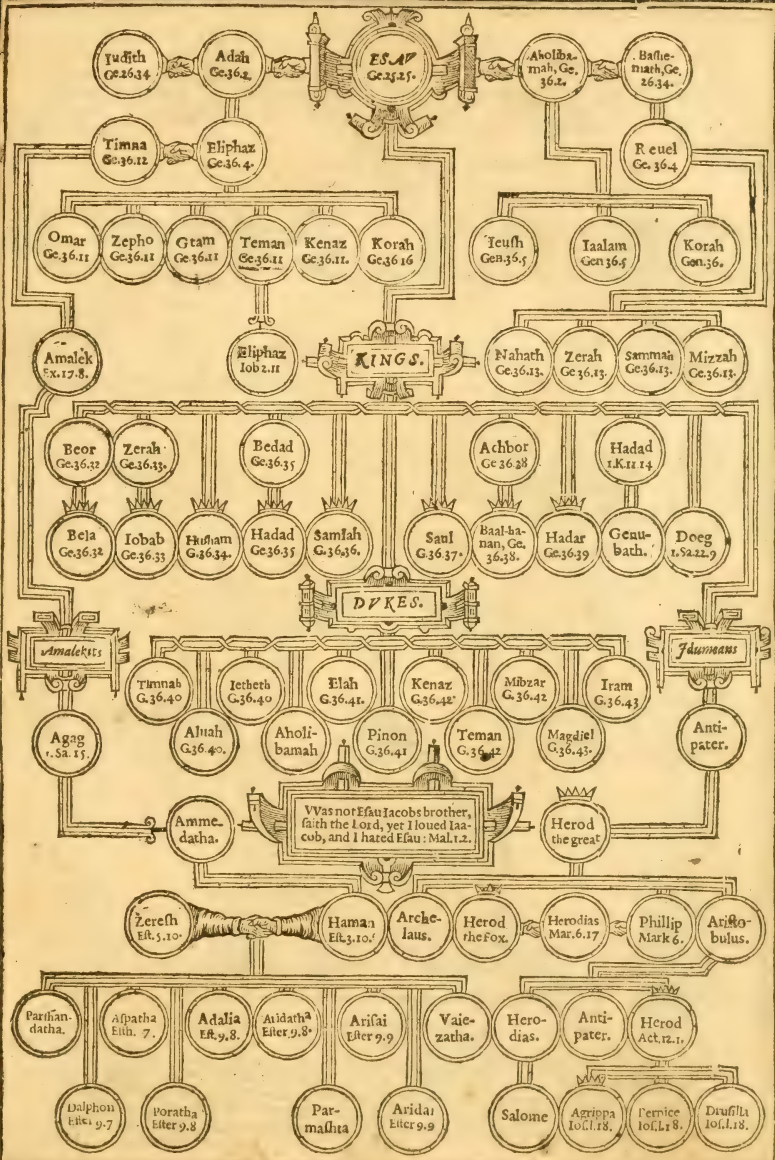 Iudith
Ge.26.34
Adah
Ge.36.2.
ESAV
Ge.25.25.
Aholiba-
mah, Ge.
36.2.
Bashe-
math, Ge.
26.34.
Timna
Ge.36.12
Eliphaz
Ge.36.4.
Reuel
Ge.36.4
Omar
Ge.36.11
Zepho
Ge.36.11
Gtam
Ge.36.11
Teman
Ge.36.11
Kenaz
Ge.36.11.
Korah
Ge.36 16
Ieush
Gen.36.5
Iaalam
Gen 36.5
Korah
Gen.36.
Amalek
Ex.17.8.
Eliphaz
Iob 2.11
KINGS.
Nahath
Ge.36.13.
Zerah
Ge 36.13.
Sammah
Ge.36.13.
Mizzah
Ge.36.13.
Beor
Ge.36.32
Zerah
Ge.36.33.
Bedad
Ge.36.35
Achbor
Ge 36.38
Hadad
1.K.11.14
Bela
Ge.36.32
Iobab
Ge.36.33
Husham
G.36.34.
Hadad
Ge.36.35
Samlah
G.36.36.
Saul
G.36.37.
Baal-ha-
nan, Ge.
36.38.
Hadar
Ge.36.39
Genu-
bath.
Doeg
1.Sa.22.9
DVKES.
Amalekits
Idumeans
Timnah
G.36.40
Ietheth
G.36.40
Elah
G.36.41.
Kenaz
G.36.42
Mibzar
G.36.42
Iram
G.36.43
Agag
1.Sa.15.
Aluah
G.36.40.
Aholi-
bamah
Pinon
G.36.41
Teman
G.36.42
Magdiel
G.36.43.
Anti-
pater.
Amme-
datha.
VVas not Esau Iacobs brother,
saith the Lord, yet I loued Iaa-
cob, and I hated Esau : Mal.1.2.
Herod
the great
Zeresh
Est.5.10.
Haman
Est.3.10.
Arche-
laus.
Herod
the Fox.
Herodias
Mar.6.17
Phillip
Mark 6.
Aristo-
bulus.
Parshan-
datha.
Aspatha
Esth. 7.
Adalia
Est.9.8.
Aridatha
Ester 9.8.
Arisai
Ester 9.9
Vaie-
zatha.
Hero-
dias.
Anti-
pater.
Herod
Act.12.1.
Dalphon
Ester 9.7
Poratha
Ester 9.8
Par-
mashta
Aridai
Ester 9.9
Salome
Agrippa
Ios.l.18.
Bernice
Ios.l.18.
Drusilla
Ios.l.18.